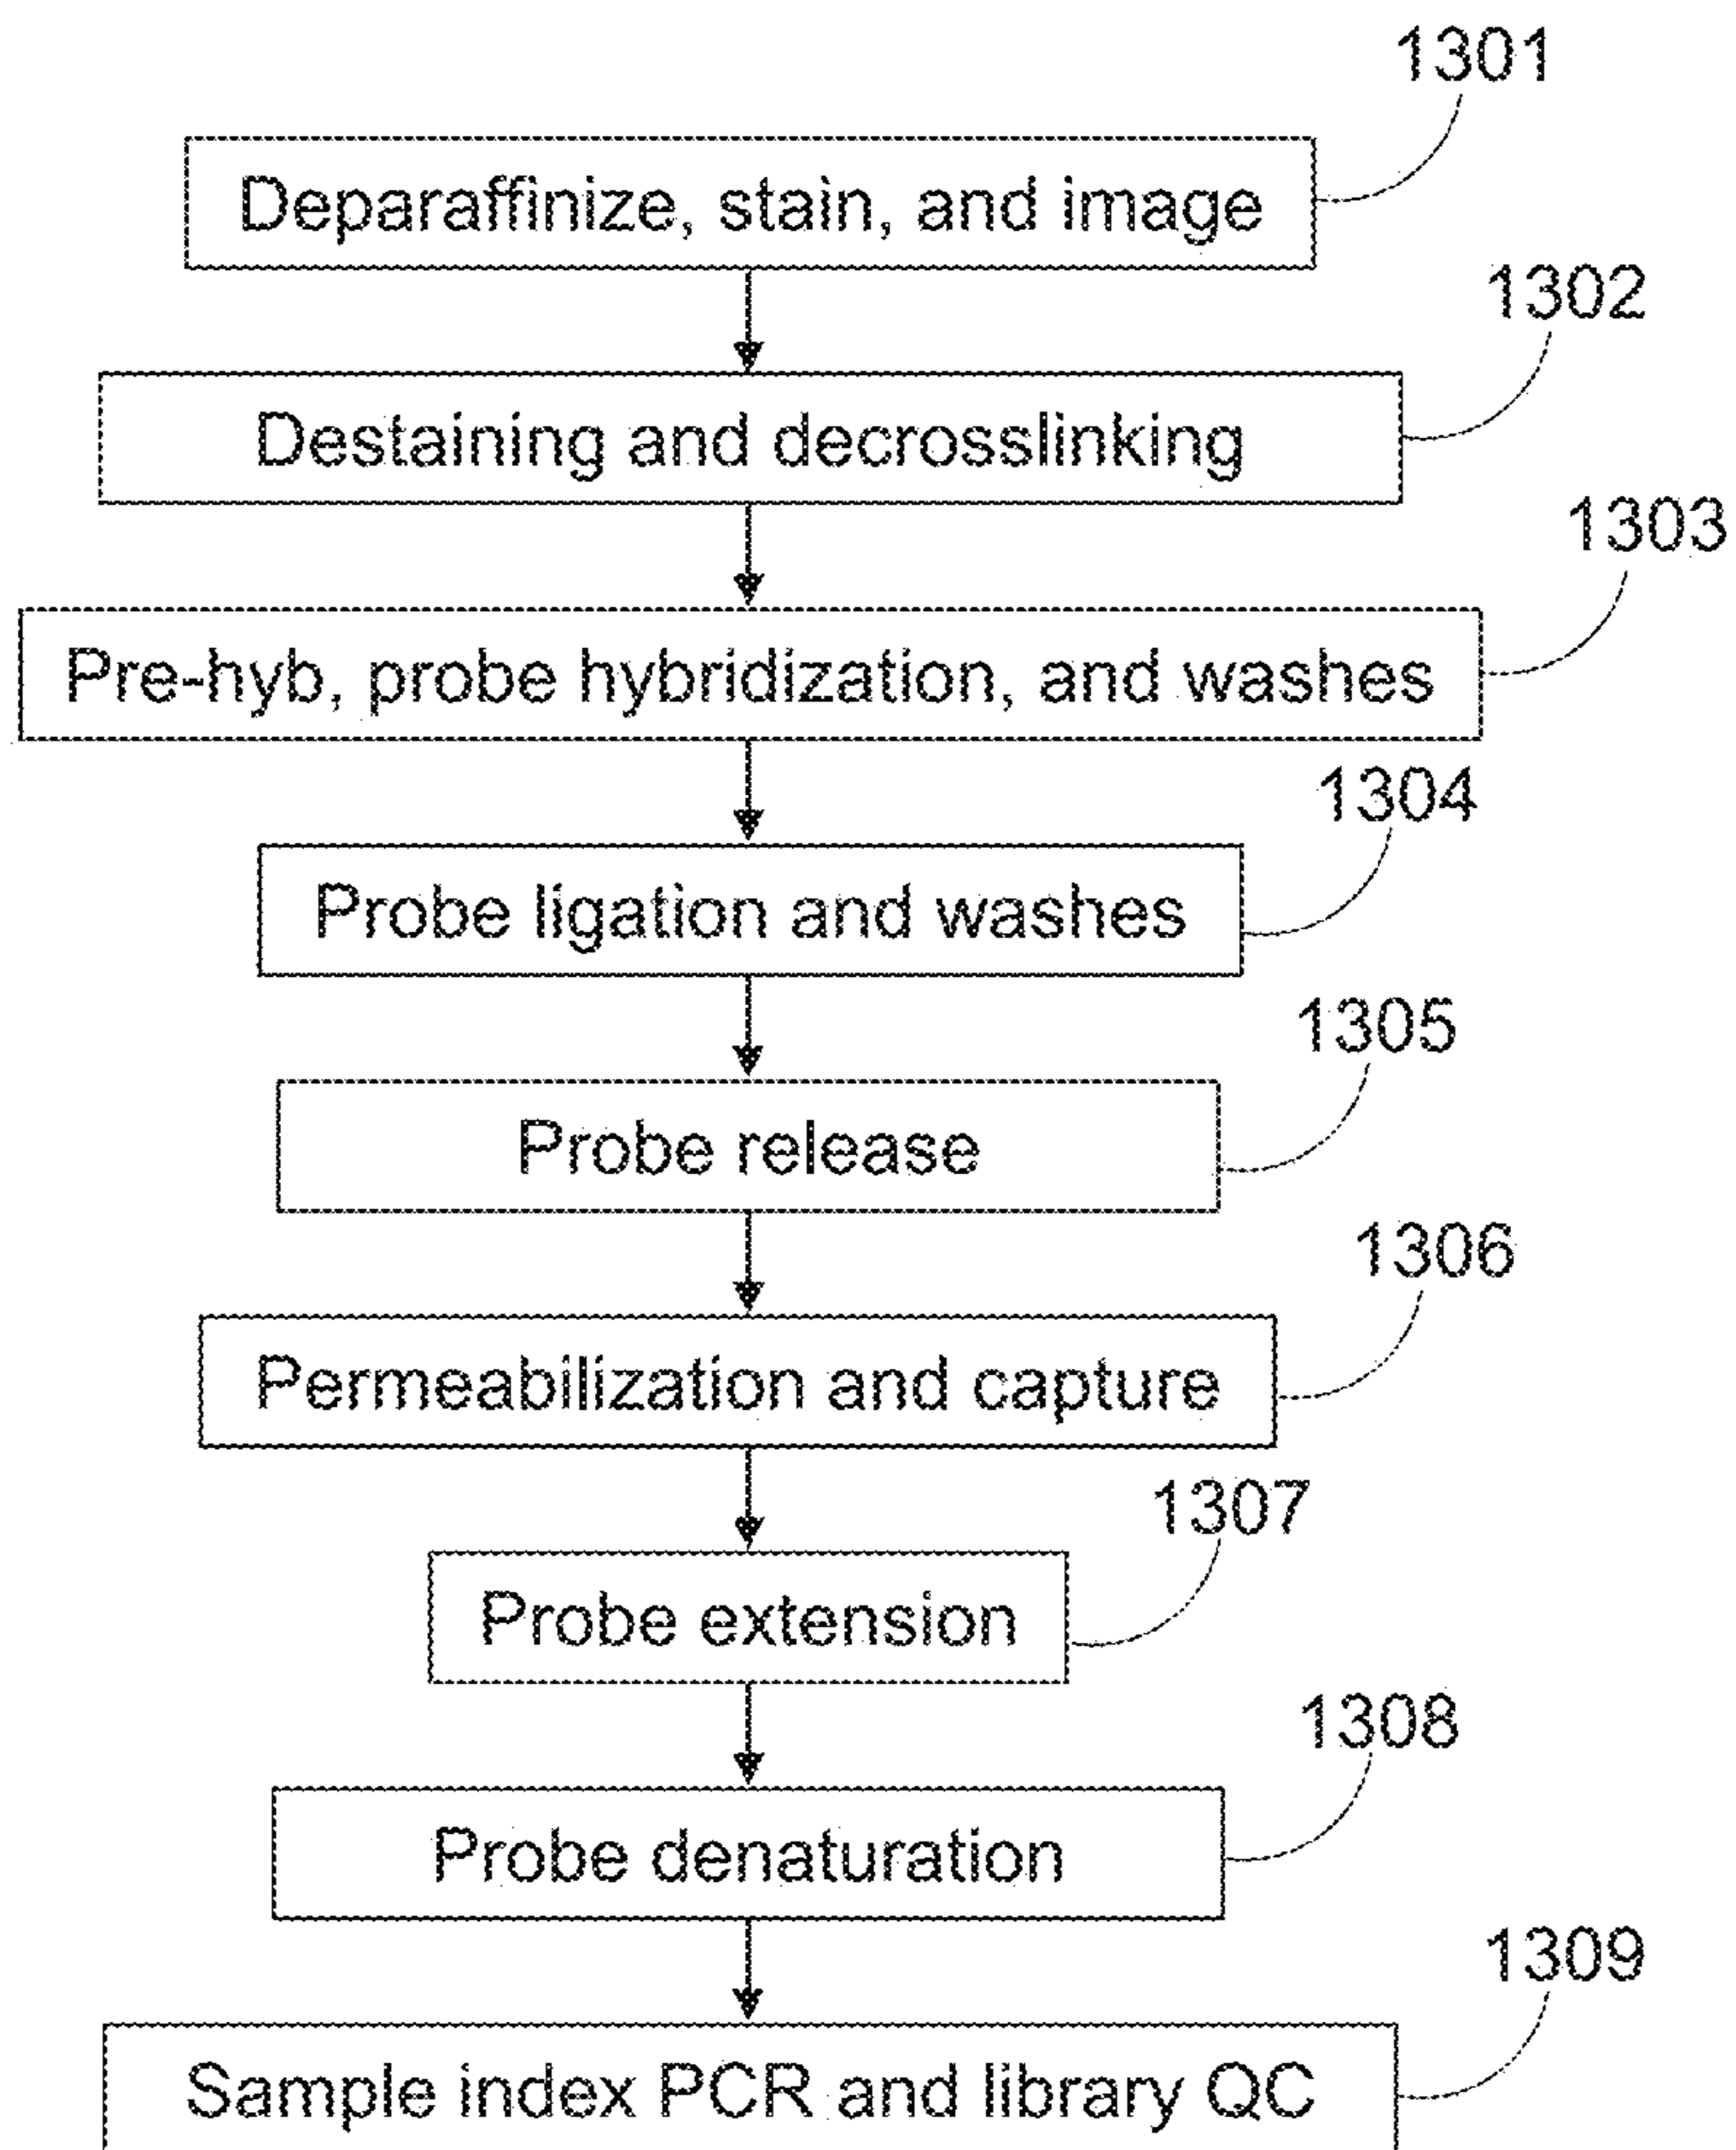 1301
Deparaffinize, stain, and image
1302
Destaining and decrosslinking
1303
Pre-hyb, probe hybridization, and washes
1304
Probe ligation and washes
1305
Probe release
1306
Permeabilization and capture
1307
Probe extension
1308
Probe denaturation
1309
Sample index PCR and library QC